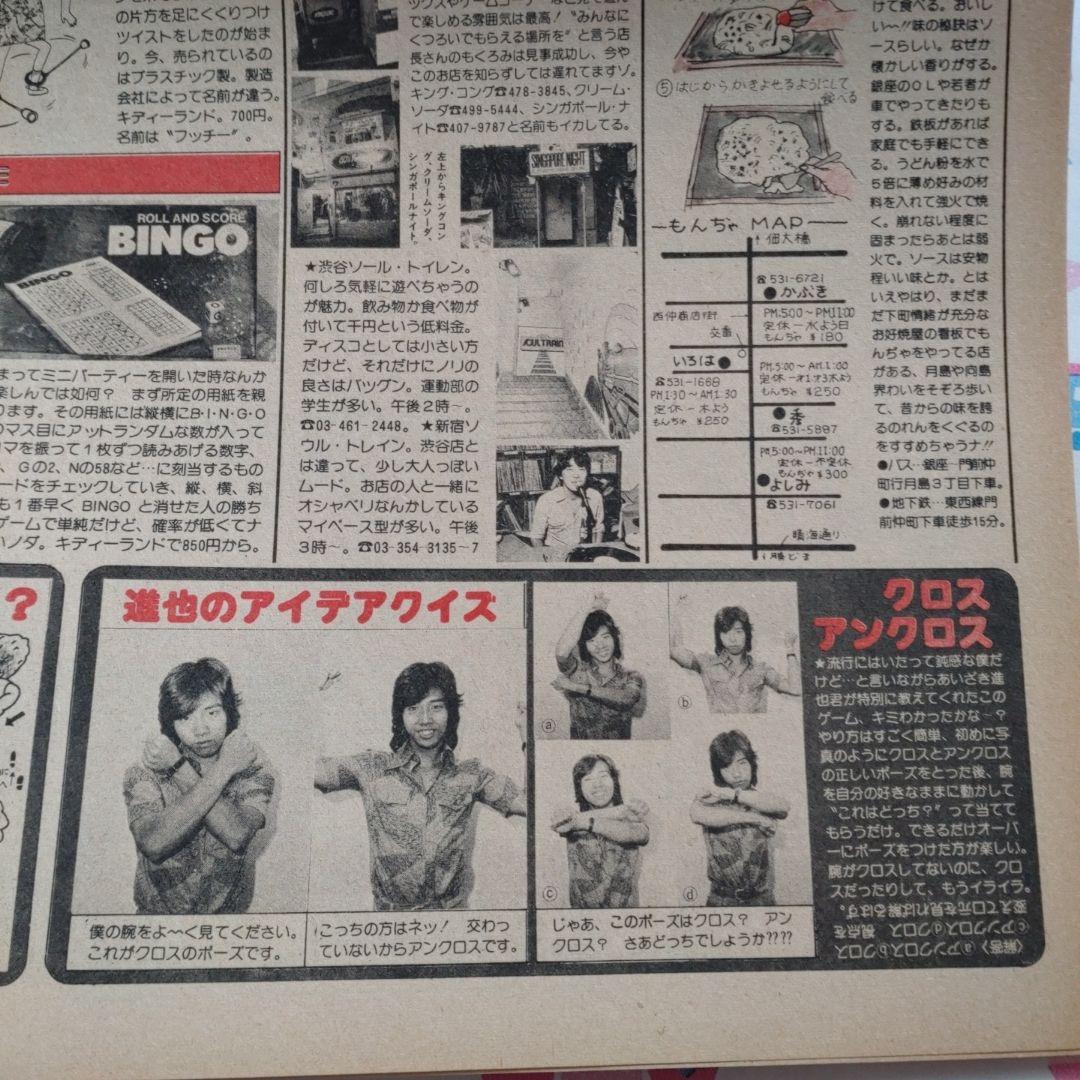 の片方を足にくくりつけ
ツイストをしたのが始ま
り。今、売られているの
はプラスチック製。製造
会社によって名前が違う。
キディーランド。700円。
名前は〝フッチー〟。
ROLL AND SCORE
BINGO
BINGO
まってミニパーティーを開いた時なんか
楽しんでは如何? まず所定の用紙を親
ります。その用紙には縦横にB・I・N・G・O
のマス目にアットランダムな数が入って
コマを振って1枚ずつ読みあげる数字、
、Gの2、Nの58など…に刻当するもの
ードをチェックしていき、縦、横、斜
も1番早くBINGOと消せた人の勝ち
ゲームで単純だけど、確率が低くてナ
いノダ。キディーランドで850円から。
で楽しめる雰囲気は最高!〝みんなに
くつろいでもらえる場所を〟と言う店
長さんのもくろみは見事成功し、今や
このお店を知らずしては遅れてますゾ。
キング・コング☎478-3845、クリーム・
ソーダ☎499-5444、シンガポール・ナ
イト☎407-9787と名前もイカしてる。
左上からキングコン
グ、クリームソーダ、
シンガポールナイト。
SINGAPORE NIGHT
★渋谷ソール・トイレン。
何しろ気軽に遊べちゃうの
が魅力。飲み物か食べ物が
付いて千円という低料金。
ディスコとしては小さい方
だけど、それだけにノリの
良さはバッグン。運動部の
学生が多い。午後2時〜。
☎03-461-2448。★新宿ソ
ウル・トレイン。渋谷店と
は違って、少し大人っぽい
ムード。お店の人と一緒に
オシャベリなんかしている
マイペース型が多い。午後
3時〜。☎03-354-3135〜7
SOULTRAIN
⑤はじからかきよせるようにして
食べる
〜もんぢゃ MAP
↑佃大橋
☎531-6721
●かぶき
PM.5:00〜PM11:00
定休-水よう日
もんぢゃ¥180
西仲商店街
交番
いろは●
☎531-1668
PM1:30〜AM1:30
定休-木よう
もんぢゃ¥250
もんぢゃ¥250
●秀
☎531-5887
PM5:00〜PM11:00
定休-不定休
もんぢゃ¥300
●よしみ
☎531-7061
晴海通り
けて食べる。おいし
い〜!!味の秘訣はソ
ースらしい。なぜか
懐かしい香りがする。
銀座のOLや若者が
車でやってきたりも
する。鉄板があれば
家庭でも手軽にでき
る。うどん粉を水で
5倍に薄め好みの材
料を入れて強火で焼
く。崩れない程度に
固まったらあとは弱
火で。ソースは安物
程いい味とか。とは
いえやはり、まだま
だ下町情緒が充分な
お好焼屋の看板でも
んぢゃをやってる店
がある、月島や向島
界わいをそぞろ歩い
て、昔からの味を誇
るのれんをくぐるの
をすすめちゃうナ!!
●バス…銀座一門前仲
町行月島3丁目下車。
●地下鉄…東西線門
前仲町下車徒歩15分。
?
進也のアイデアクイズ
僕の腕をよ〜く見てください。
これがクロスのポーズです。
こっちの方はネッ! 交わっ
ていないからアンクロスです。
ⓐ
ⓑ
ⓒ
ⓓ
じゃあ、このポーズはクロス? アン
クロス? さあどっちでしょうか????
クロス
アンクロス
★流行にはいたって鈍感な僕だ
けど…と言いながらあいざき進
也君が特別に教えてくれたこの
ゲーム、キミわかったかな-?
やり方はすごく簡単、初めに写
真のようにクロスとアンクロス
の正しいポーズをとった後、腕
を自分の好きなままに動かして
〝これはどっち?〟って当てて
もらうだけ。できるだけオーバ
ーにポーズをつけた方が楽しい。
腕がクロスしてないのに、クロ
スだったりして、もうイライラ。
〈解答〉ⓐアンクロスⓑクロス
ⓒアンクロスⓓクロス 視点を
変えて口元を見れば解るはず。